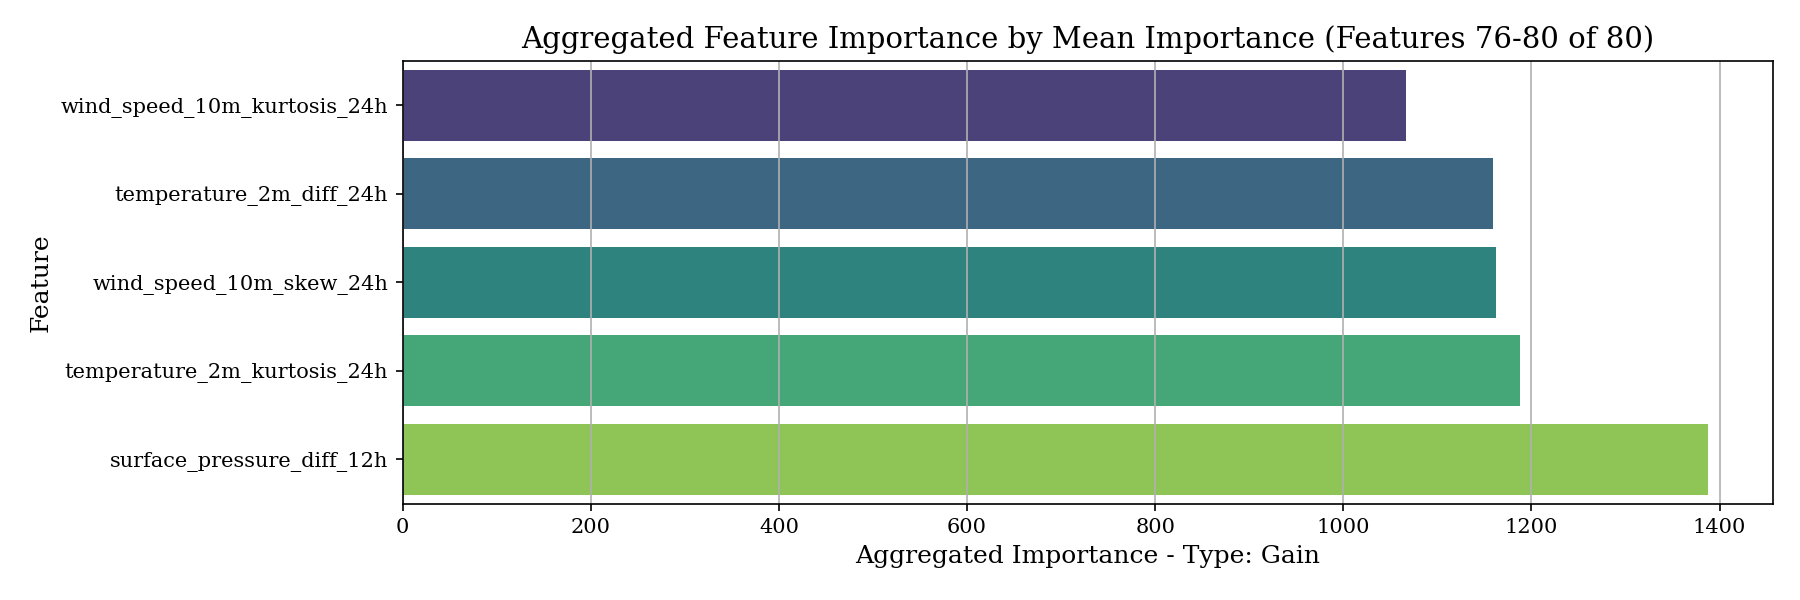 Aggregated Feature Importance by Mean Importance (Features 76-80 of 80)
wind_speed_10m_kurtosis_24h
temperature_2m_diff_24h
wind_speed_10m_skew_24h
temperature_2m_kurtosis_24h
surface_pressure_diff_12h
Feature
0 200 400 600 800 1000 1200 1400
Aggregated Importance - Type: Gain